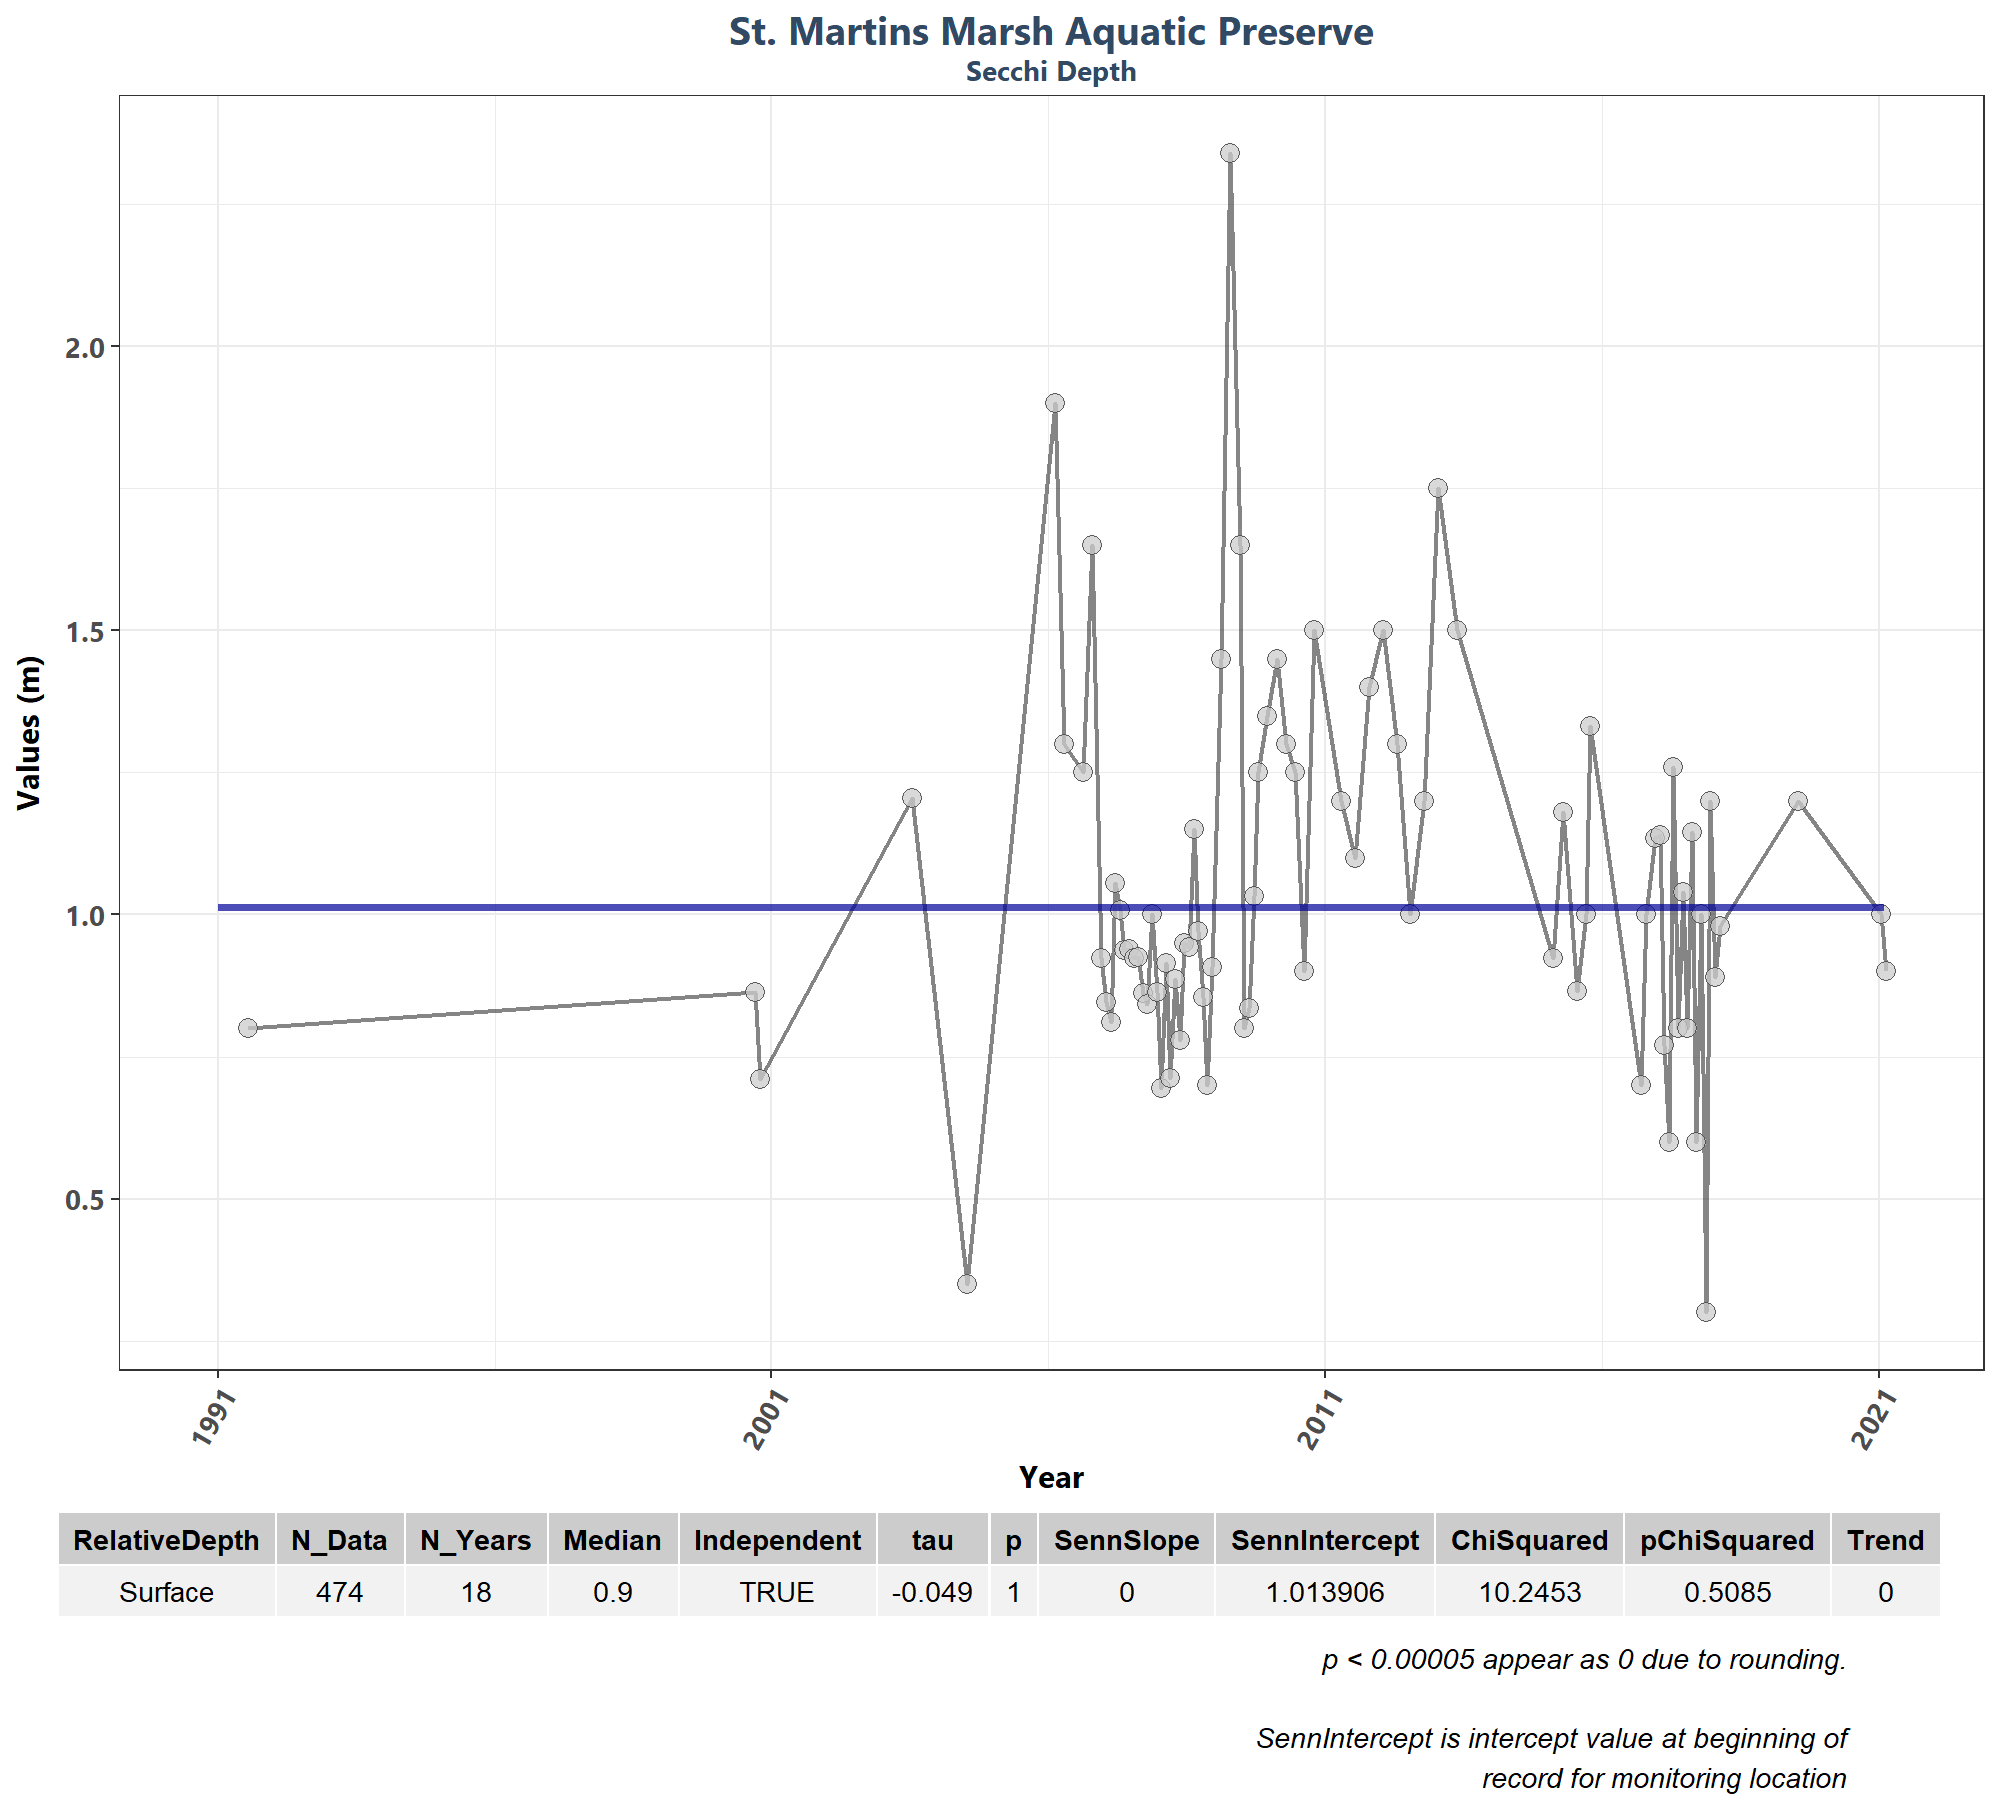 St. Martins Marsh Aquatic Preserve
Secchi Depth
Values (m)
2.0
1.5
1.0
0.5
1991 2001 2011 2021
Year
RelativeDepth N_Data N_Years Median Independent tau p SennSlope SennIntercept ChiSquared pChiSquared Trend
Surface 474 18 0.9 TRUE -0.049 1 0 1.013906 10.2453 0.5085 0
p < 0.00005 appear as 0 due to rounding.
SennIntercept is intercept value at beginning of
record for monitoring location